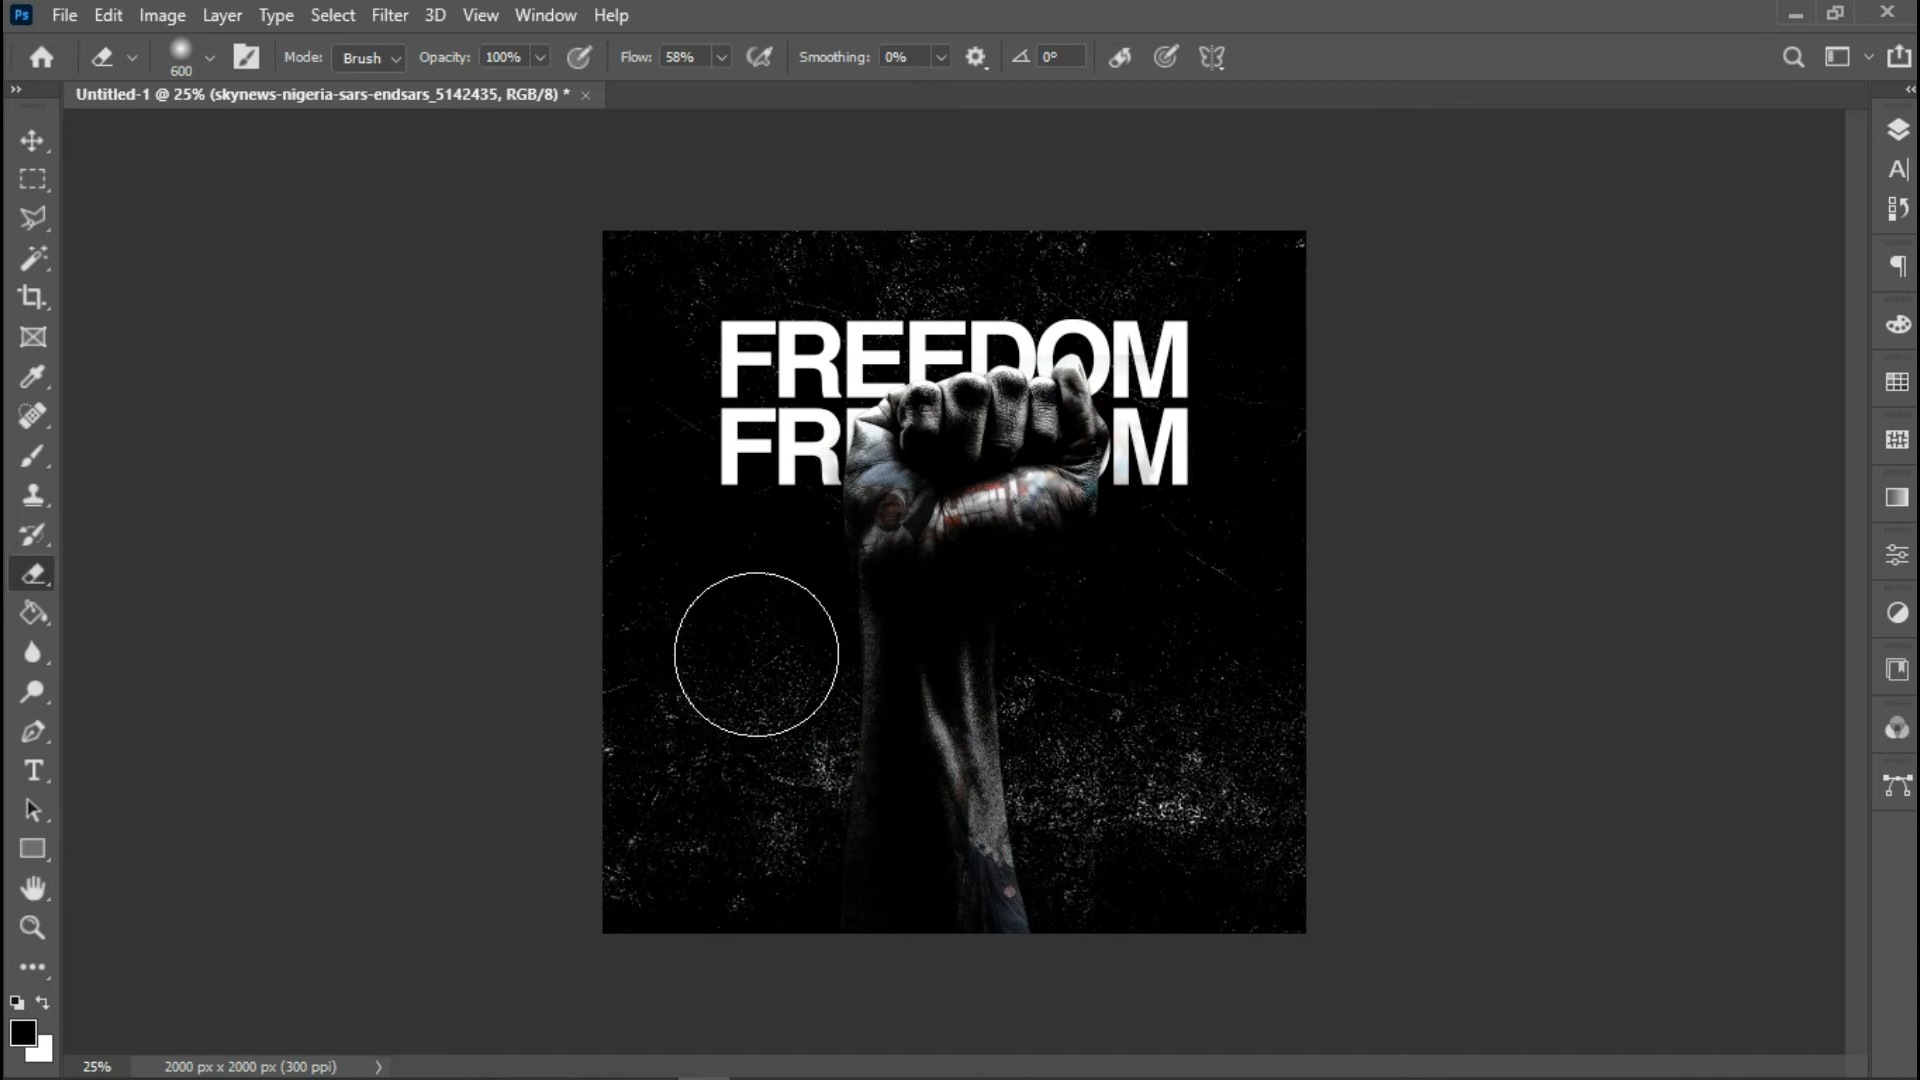 Ps File Edit Image Layer Type Select Filter 3D View Window Help
600 Mode: Brush Opacity: 100% Flow: 58% Smoothing: 0% 0°
Untitled-1 @ 25% (skynews-nigeria-sars-endsars_5142435, RGB/8) *
FREEDOM
FR M
25% 2000 px x 2000 px (300 ppi)